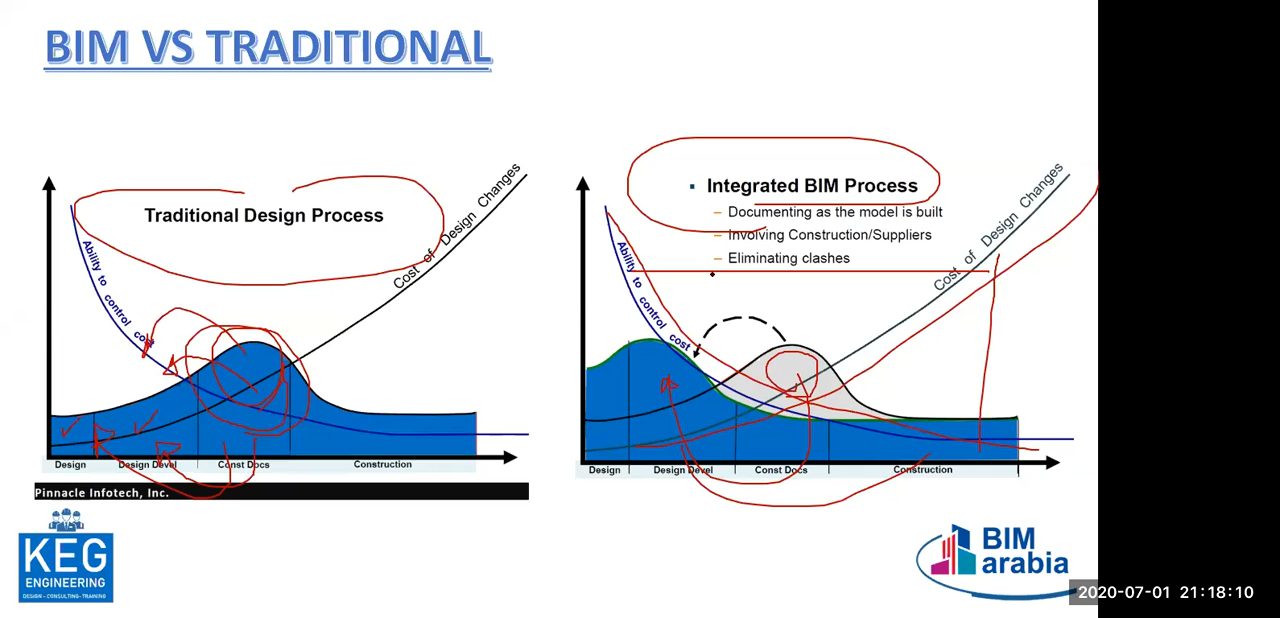 BIM VS TRADITIONAL
Traditional Design Process
Ability to control cost
Cost of Design Changes
Design
Design Devel
Const Docs
Construction
Pinnacle Infotech, Inc.
▪ Integrated BIM Process
– Documenting as the model is built
– Involving Construction/Suppliers
– Eliminating clashes
Ability to control cost
Cost of Design Changes
Design
Design Devel
Const Docs
Construction
KEG
ENGINEERING
DESIGN – CONSULTING – TRAINING
BIM
arabia
2020-07-01 21:18:10